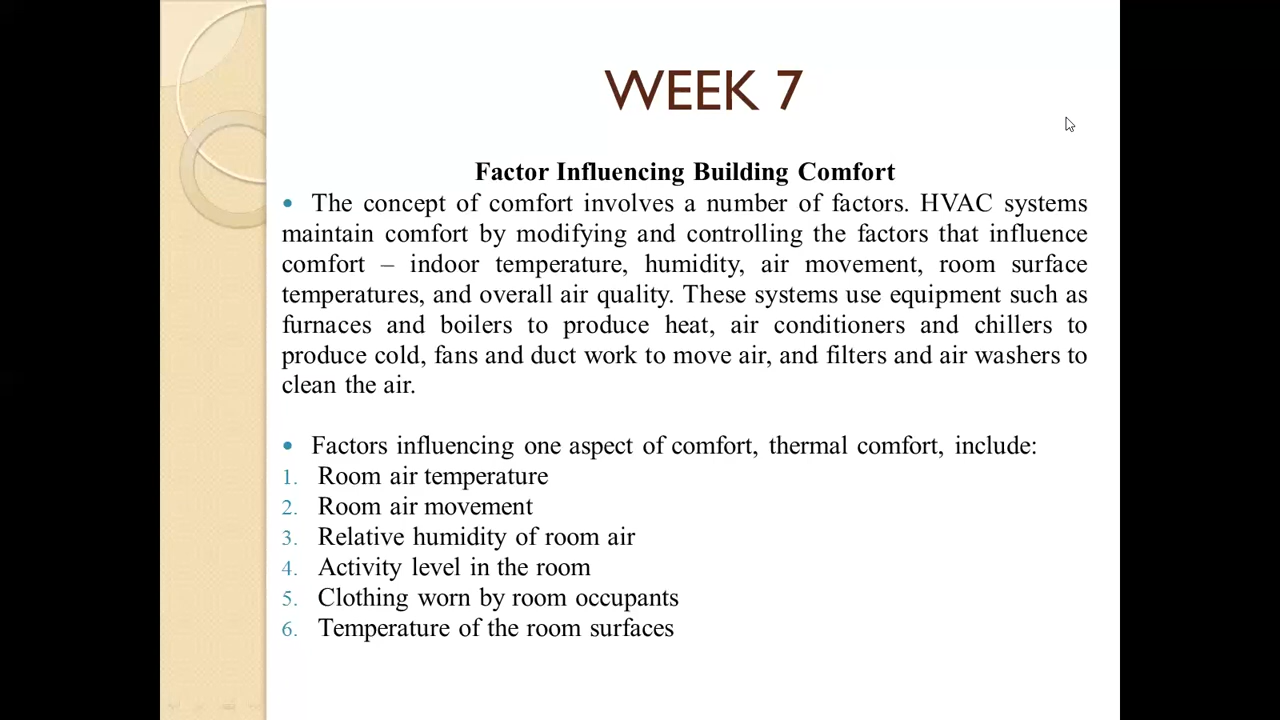 WEEK 7
Factor Influencing Building Comfort
• The concept of comfort involves a number of factors. HVAC systems
maintain comfort by modifying and controlling the factors that influence
comfort – indoor temperature, humidity, air movement, room surface
temperatures, and overall air quality. These systems use equipment such as
furnaces and boilers to produce heat, air conditioners and chillers to
produce cold, fans and duct work to move air, and filters and air washers to
clean the air.
• Factors influencing one aspect of comfort, thermal comfort, include:
1. Room air temperature
2. Room air movement
3. Relative humidity of room air
4. Activity level in the room
5. Clothing worn by room occupants
6. Temperature of the room surfaces